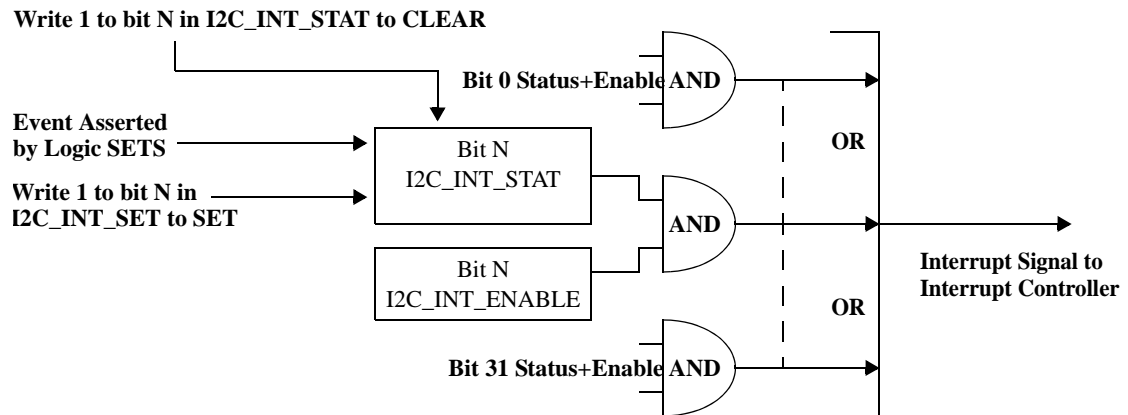 Write 1 to bit N in I2C_INT_STAT to CLEAR
Bit 0 Status+Enable AND
Event Asserted
by Logic SETS
Bit N
I2C_INT_STAT
OR
Write 1 to bit N in
I2C_INT_SET to SET
AND
Bit N
I2C_INT_ENABLE
Interrupt Signal to
Interrupt Controller
OR
Bit 31 Status+Enable AND